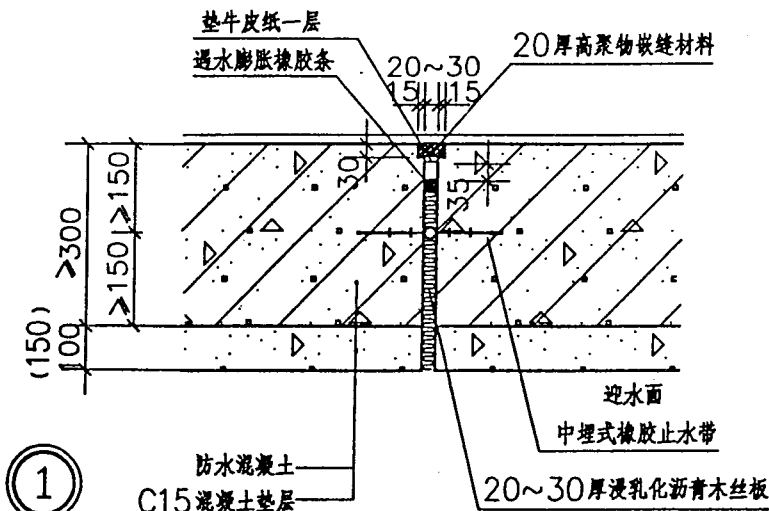 垫牛皮纸一层
遇水膨胀橡胶条
20厚高聚物嵌缝材料
20~30
15 15
30
35
≥300
≥150
≥150
(150)
100
迎水面
中埋式橡胶止水带
防水混凝土
C15混凝土垫层
20~30厚浸乳化沥青木丝板
1